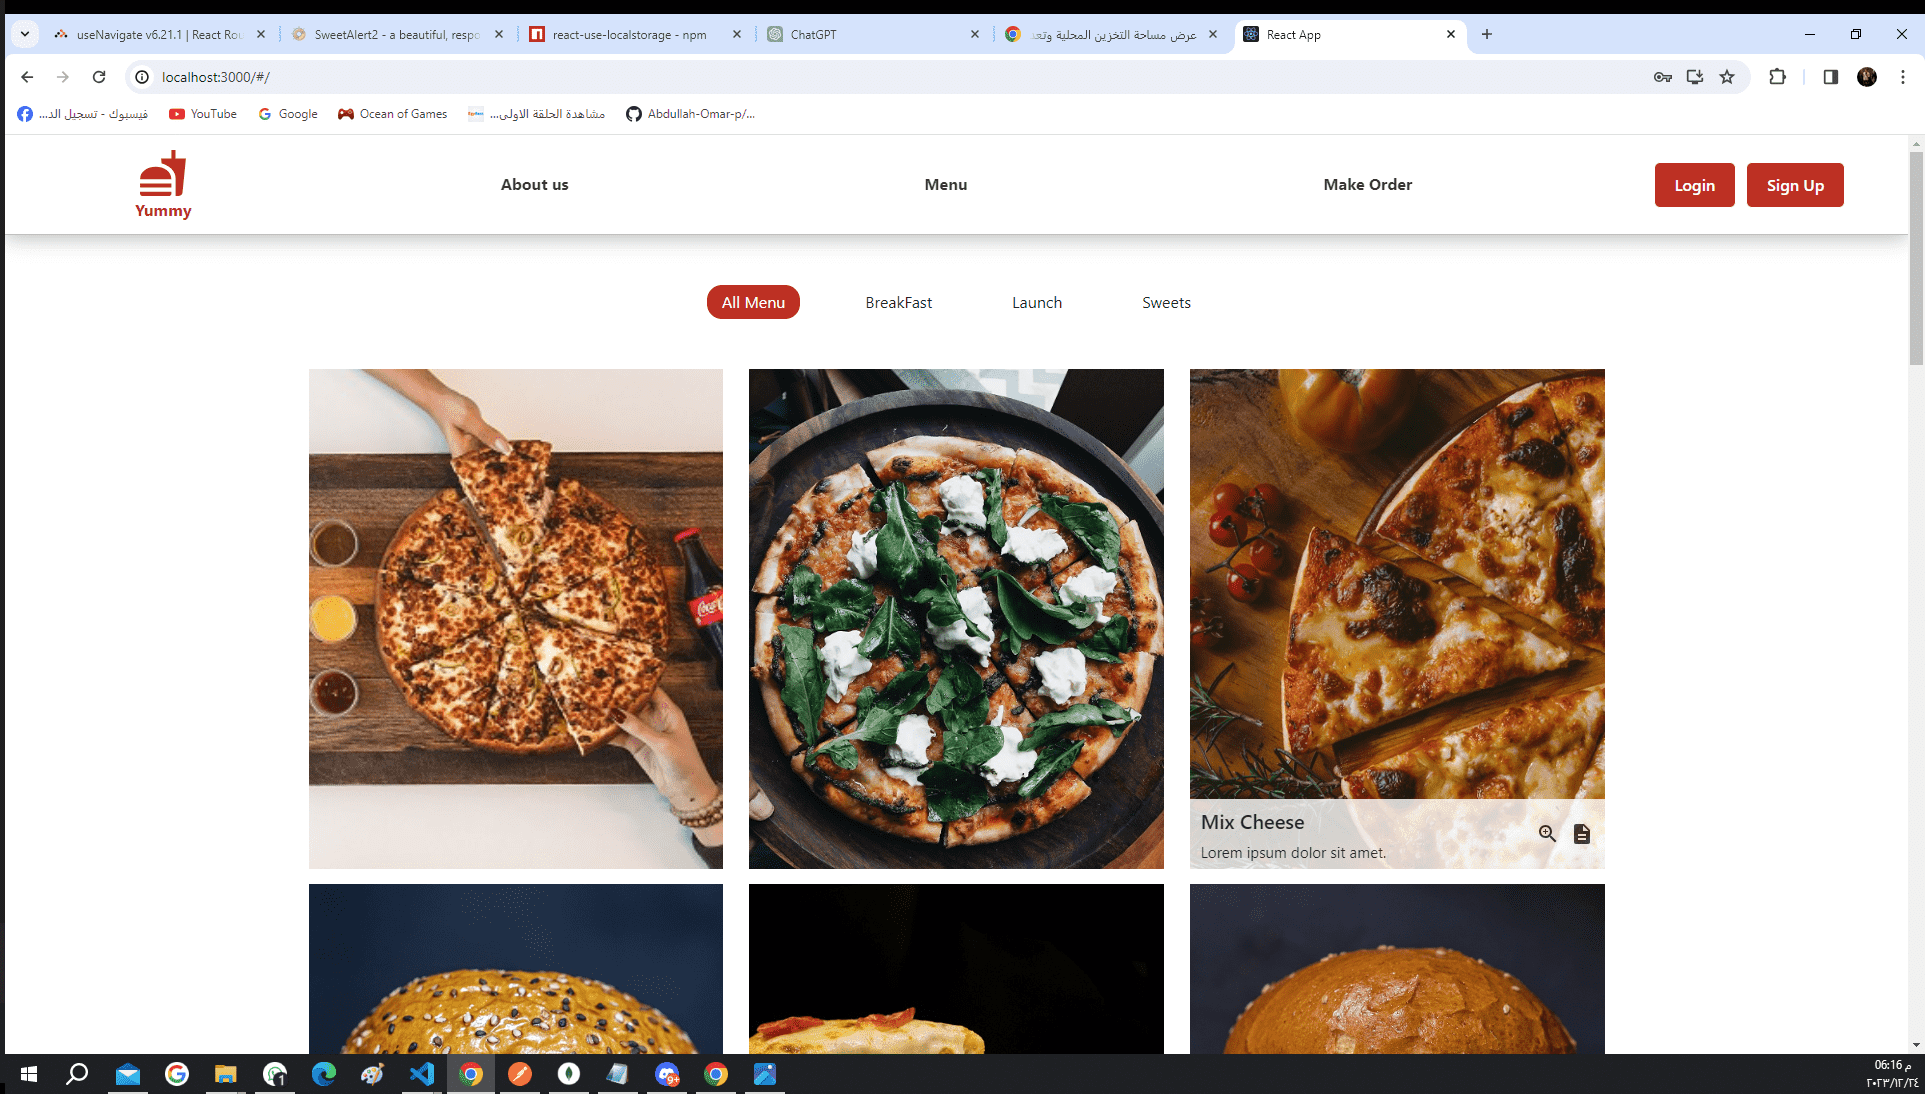 useNavigate v6.21.1 | React Rou
SweetAlert2 - a beautiful, respo
react-use-localstorage - npm
ChatGPT
عرض مساحة التخزين المحلية وتعد
React App
localhost:3000/#/
فيسبوك - تسجيل الد...
YouTube
Google
Ocean of Games
مشاهدة الحلقة الاولى...
Abdullah-Omar-p/...
Yummy
About us
Menu
Make Order
Login
Sign Up
All Menu
BreakFast
Launch
Sweets
Mix Cheese
Lorem ipsum dolor sit amet.
1
9+
06:16 م
٢٠٢٣/١٢/٢٤